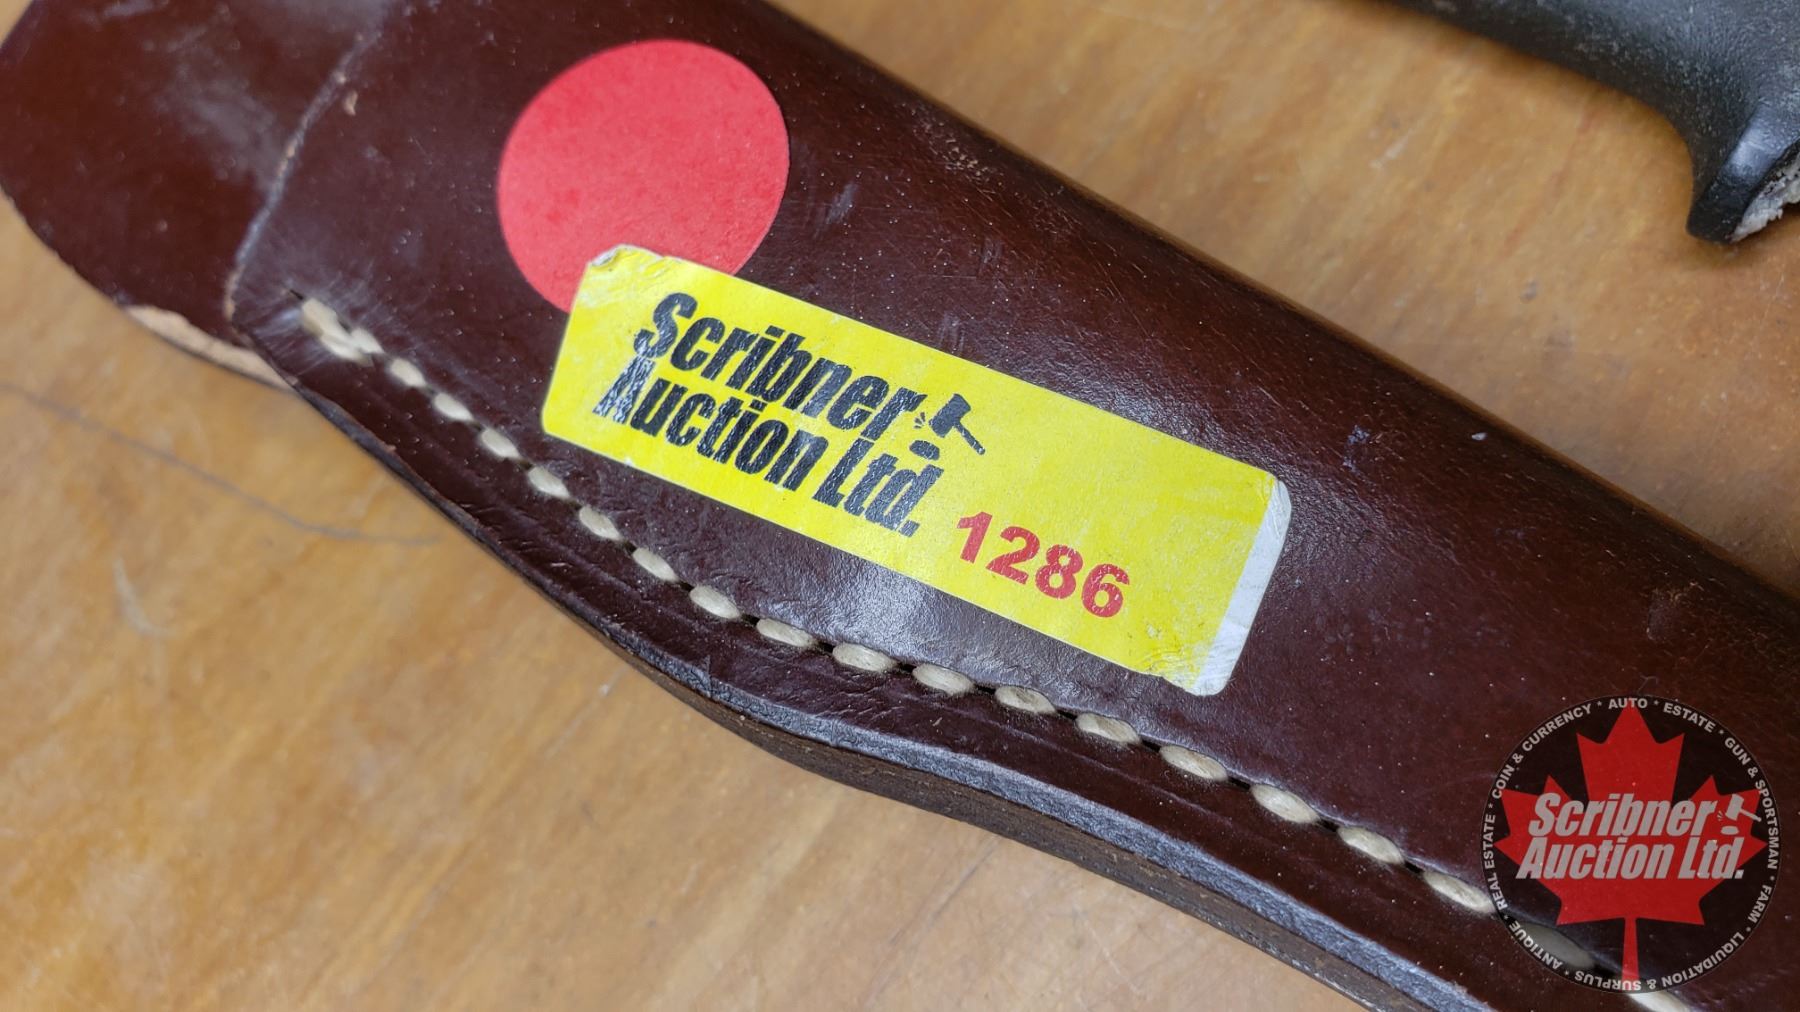 Scribner
Auction Ltd.
1286
REAL ESTATE * COIN & CURRENCY * AUTO * ESTATE * GUN & SPORTSMAN * FARM * LIQUIDATION & SURPLUS * ANTIQUE *
Scribner
Auction Ltd.